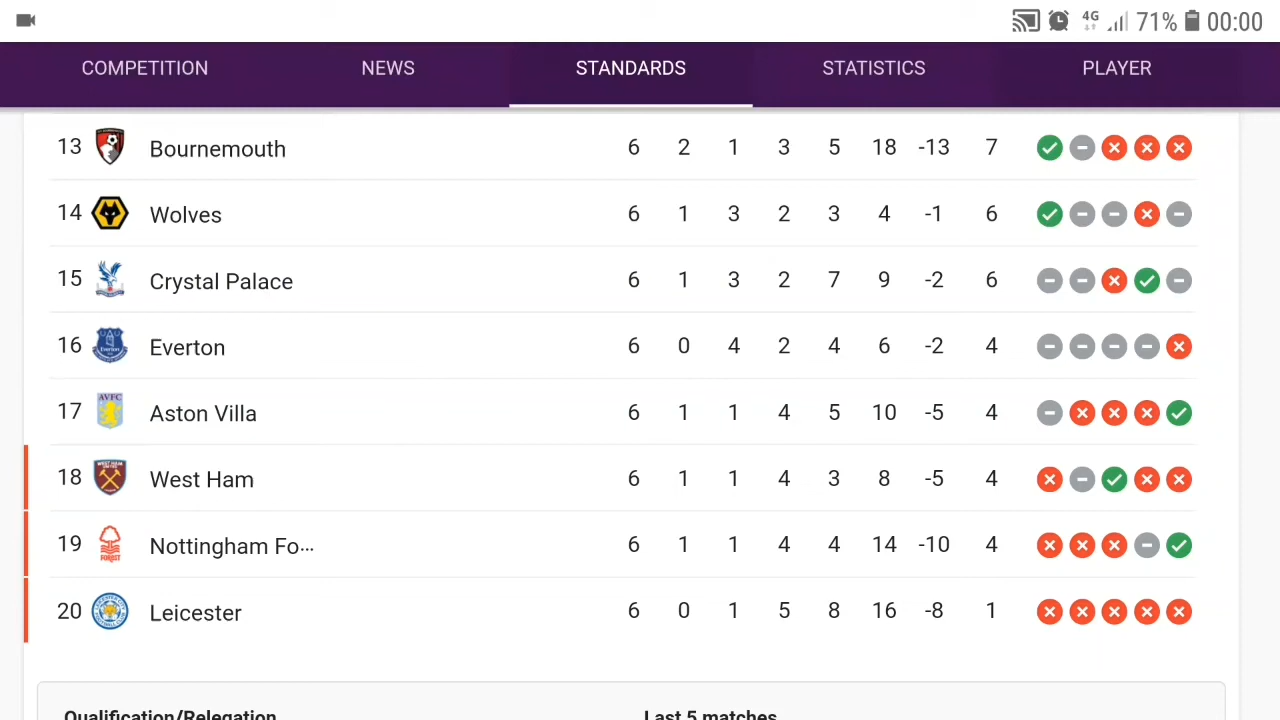 4G 71% 00:00
COMPETITION NEWS STANDARDS STATISTICS PLAYER
13 Bournemouth 6 2 1 3 5 18 -13 7
14 Wolves 6 1 3 2 3 4 -1 6
15 Crystal Palace 6 1 3 2 7 9 -2 6
16 Everton 6 0 4 2 4 6 -2 4
17 AVFC Aston Villa 6 1 1 4 5 10 -5 4
18 West Ham 6 1 1 4 3 8 -5 4
19 FOREST Nottingham Fo... 6 1 1 4 4 14 -10 4
20 Leicester 6 0 1 5 8 16 -8 1
Qualification/Relegation Last 5 matches